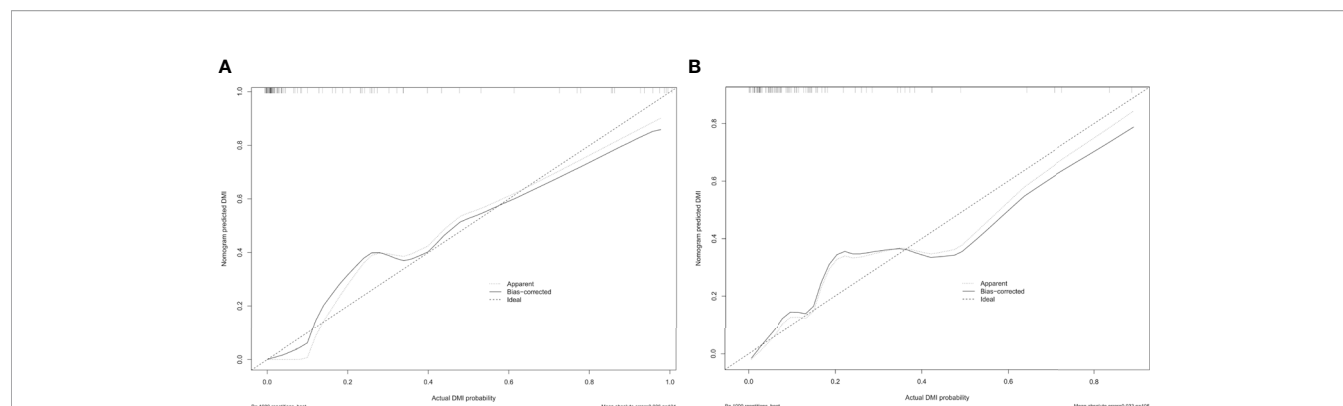 A
B
1.0
0.8
0.6
0.4
0.2
0.0
Nomogram predicted DMI
Apparent
Bias−corrected
Ideal
0.0 0.2 0.4 0.6 0.8 1.0
Actual DMI probability
0.8
0.6
0.4
0.2
0.0
Nomogram predicted DMI
Apparent
Bias−corrected
Ideal
0.0 0.2 0.4 0.6 0.8
Actual DMI probability